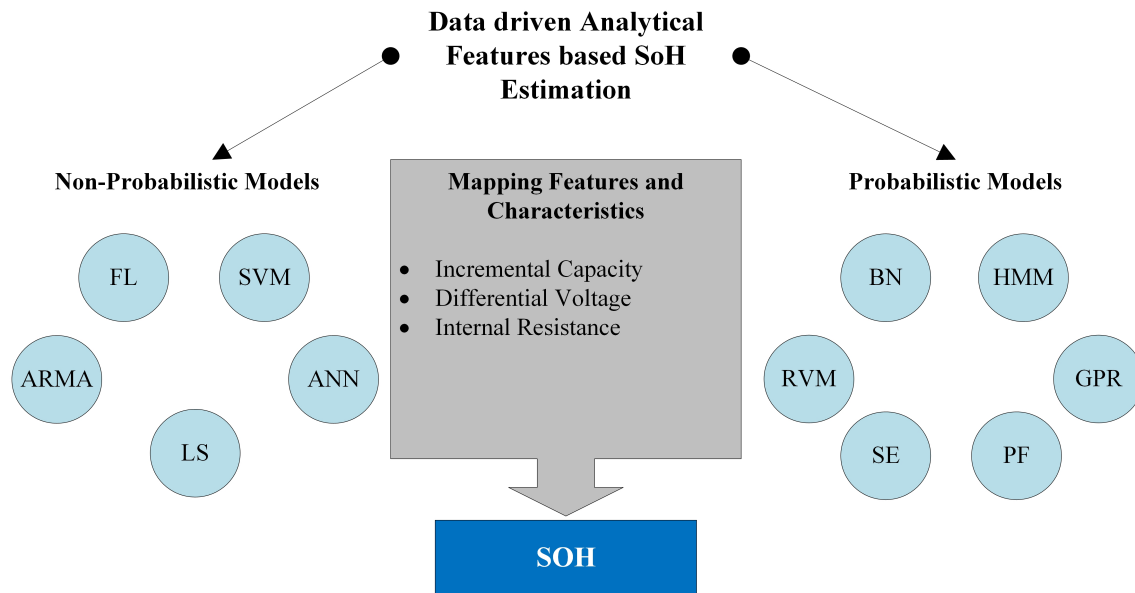 Data driven Analytical
Features based SoH
Estimation
Non-Probabilistic Models
FL
SVM
ARMA
ANN
LS
Mapping Features and
Characteristics
• Incremental Capacity
• Differential Voltage
• Internal Resistance
SOH
Probabilistic Models
BN
HMM
RVM
GPR
SE
PF